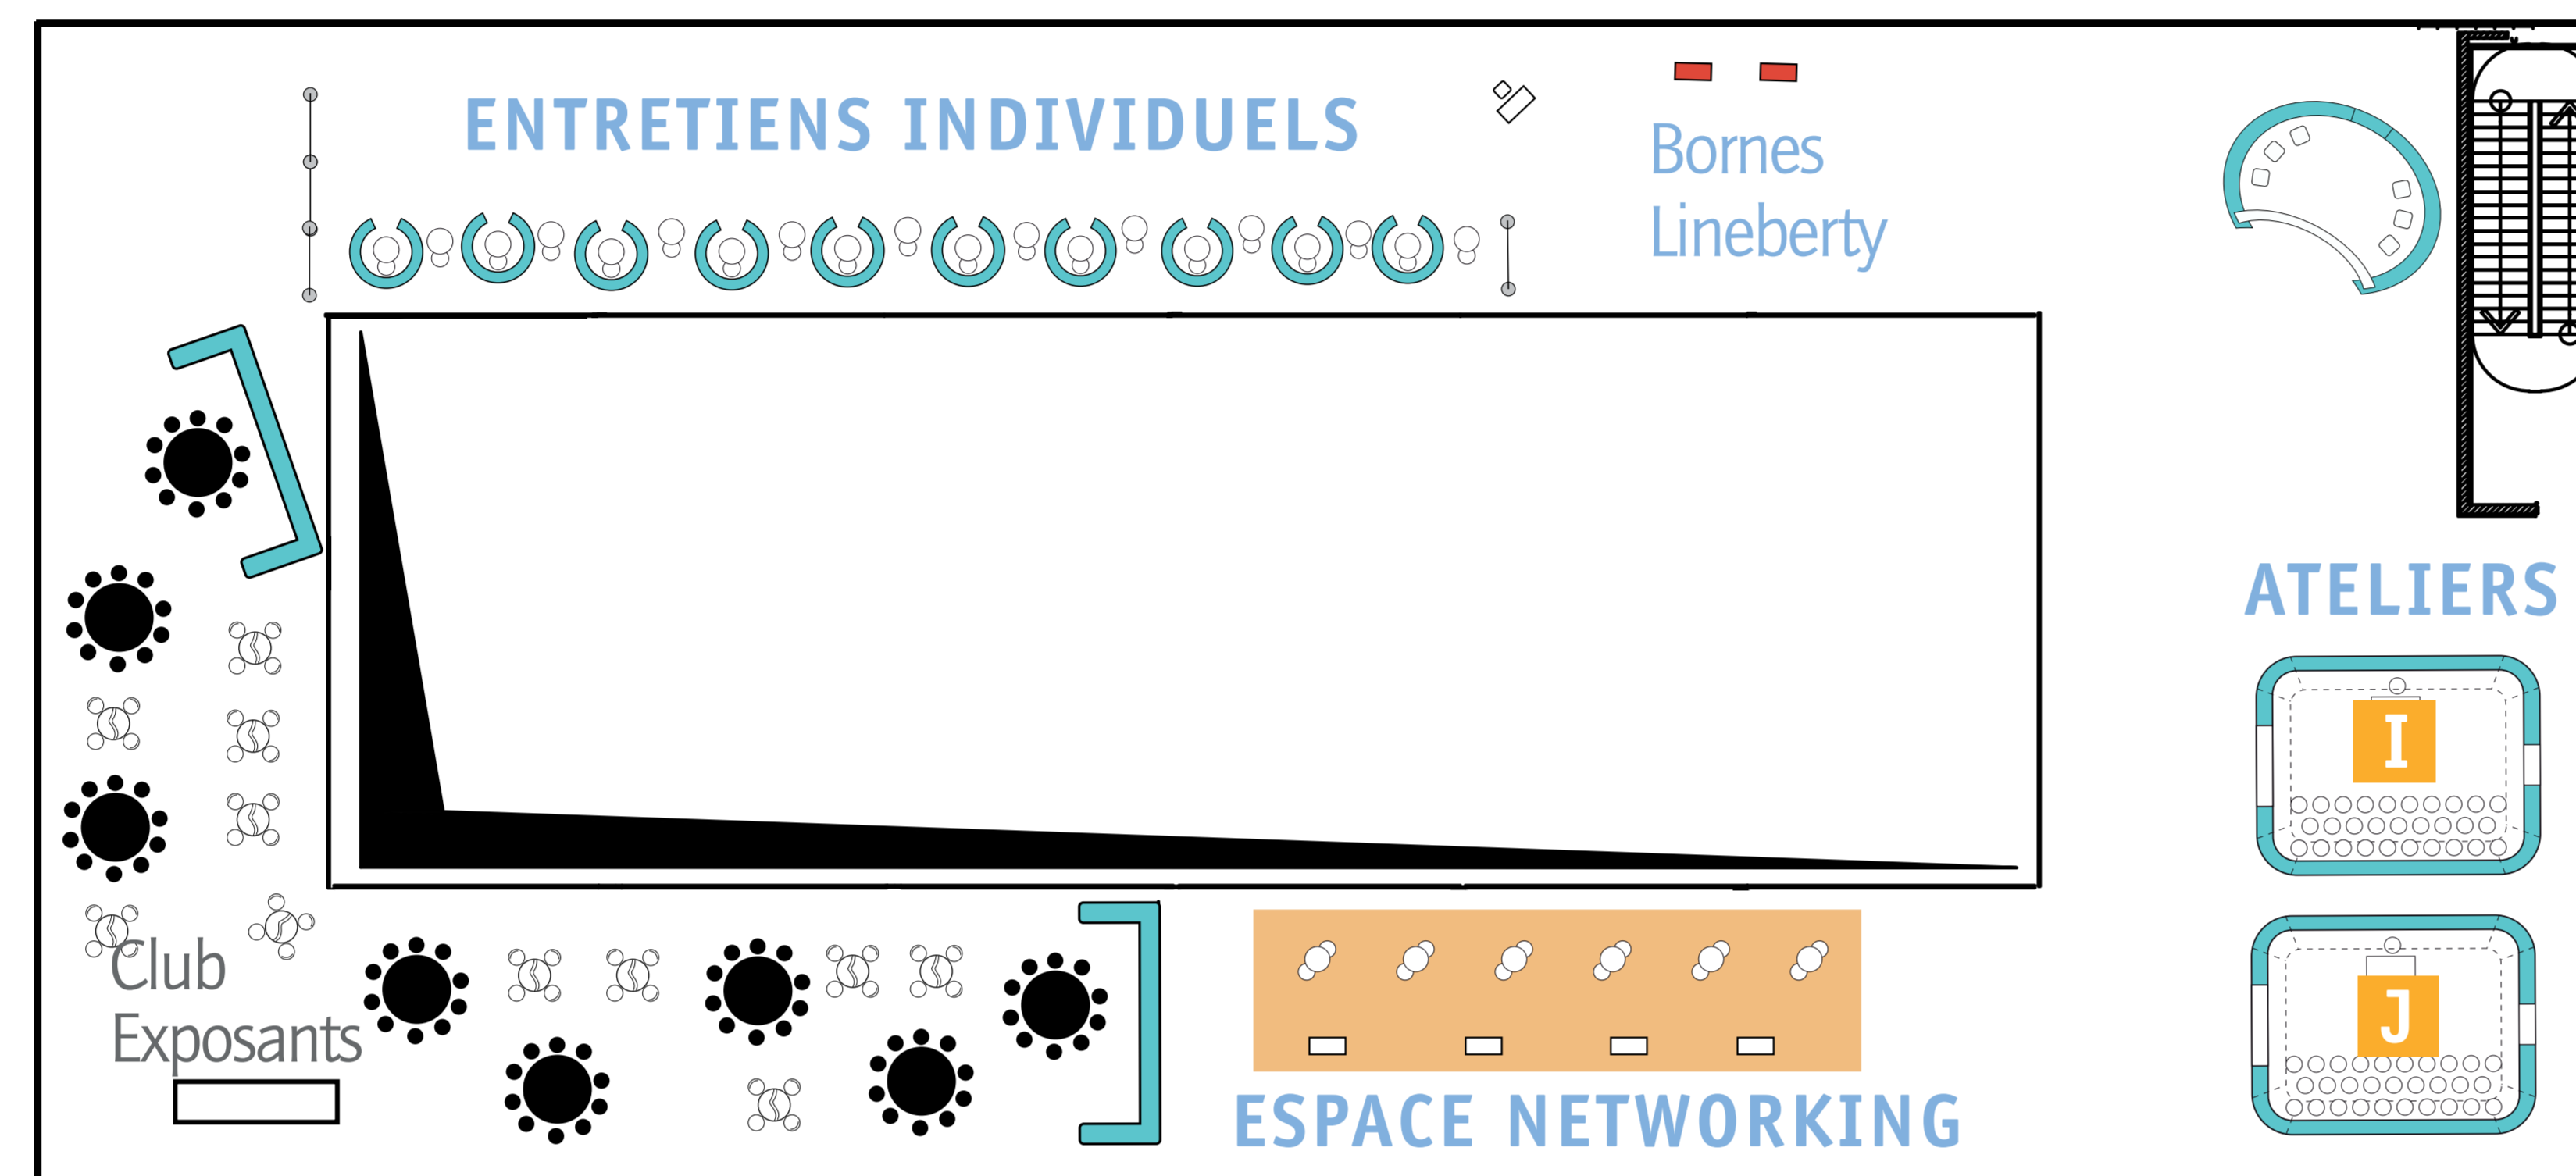 ENTRETIENS INDIVIDUELS
Bornes
Lineberty
ATELIERS
I
J
Club
Exposants
ESPACE NETWORKING